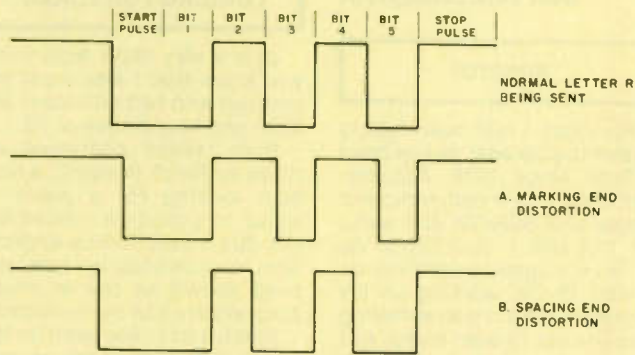 START PULSE
BIT 1
BIT 2
BIT 3
BIT 4
BIT 5
STOP PULSE
NORMAL LETTER R
BEING SENT
A. MARKING END
DISTORTION
B. SPACING END
DISTORTION